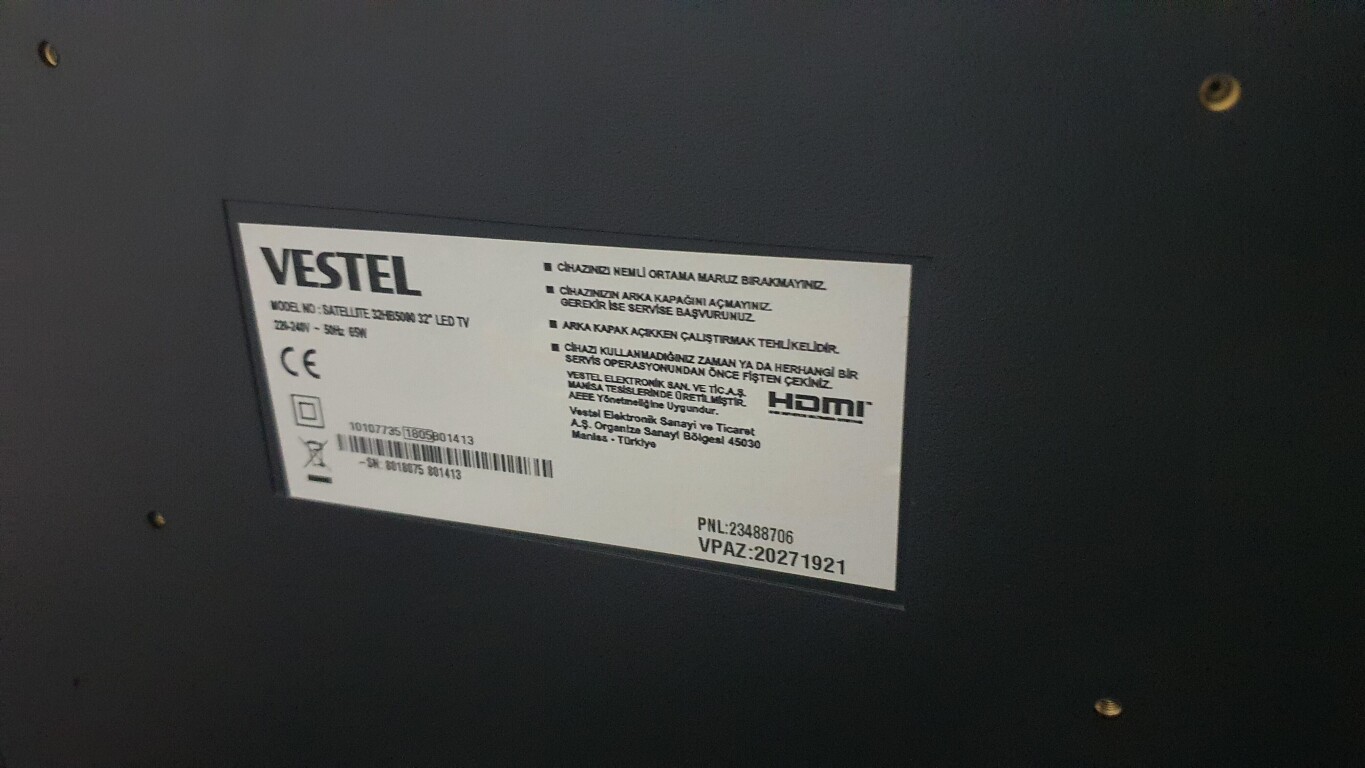 VESTEL
MODEL NO : SATELLITE 32HB5000 32" LED TV
220-240V ~ 50Hz 65W
CE
10107735 1805801413
-SN: 8018075 801413
■ CİHAZINIZI NEMLİ ORTAMA MARUZ BIRAKMAYINIZ.
■ CİHAZINIZIN ARKA KAPAĞINI AÇMAYINIZ.
GEREKİR İSE SERVİSE BAŞVURUNUZ.
■ ARKA KAPAK AÇIKKEN ÇALIŞTIRMAK TEHLİKELİDİR.
■ CİHAZI KULLANMADIĞINIZ ZAMAN YA DA HERHANGİ BİR
SERVİS OPERASYONUNDAN ÖNCE FİŞTEN ÇEKİNİZ.
VESTEL ELEKTRONİK SAN. VE TİC.A.Ş.
MANİSA TESİSLERİNDE ÜRETİLMİŞTİR.
AEEE Yönetmeliğine Uygundur.
HDMI
Vestel Elektronik Sanayi ve Ticaret
A.Ş. Organize Sanayi Bölgesi 45030
Manisa - Türkiye
PNL:23488706
VPAZ:20271921